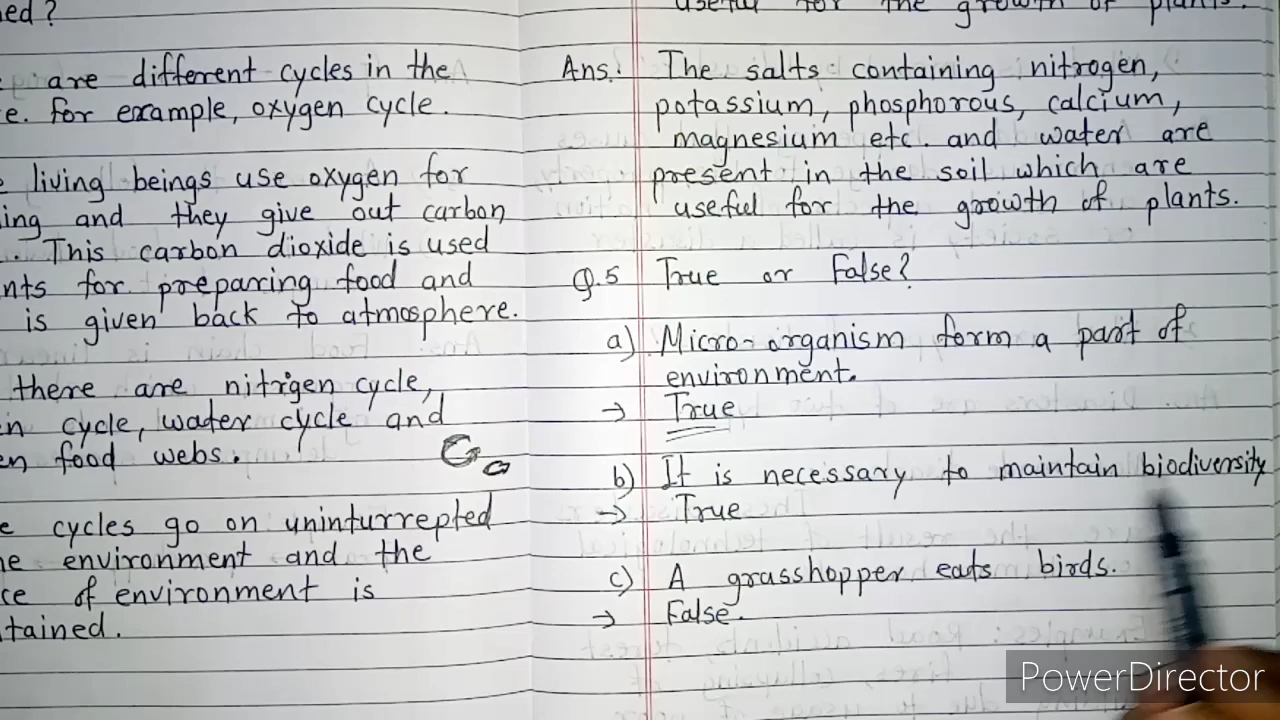 ned ?
are different cycles in the
e. for example, oxygen cycle.
living beings use oxygen for
ing and they give out carbon
. This carbon dioxide is used
nts for preparing food and
is given back to atmosphere.
there are nitrigen cycle,
en cycle, water cycle and
en food webs.
e cycles go on uninturrepted
he environment and the
ce of environment is
tained.
useful for the growth of plants.
Ans: The salts containing nitrogen,
potassium, phosphorous, calcium,
magnesium etc. and water are
present in the soil which are
useful for the growth of plants.
Q.5 True or False?
a) Micro-organism form a part of
environment.
→ True
b) It is necessary to maintain biodiversity
→ True
c) A grasshopper eats birds.
→ False.
PowerDirector